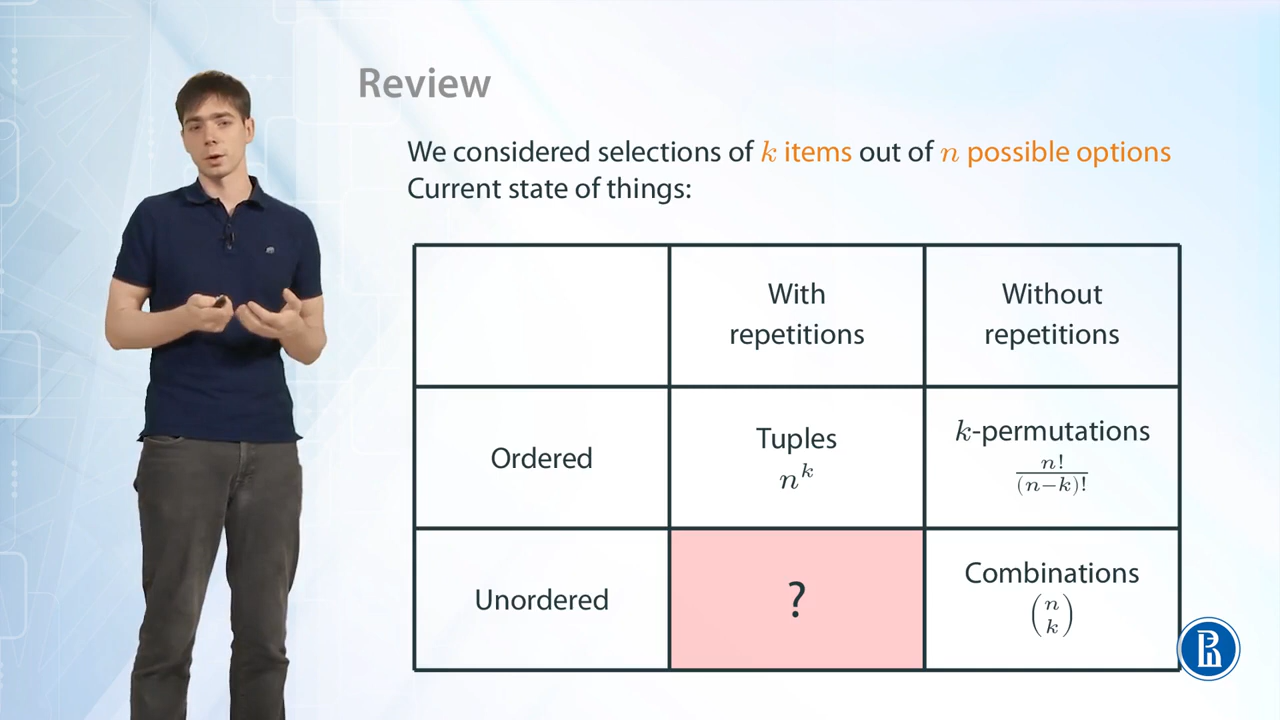 Review
We considered selections of k items out of n possible options
Current state of things:
With
repetitions
Without
repetitions
Ordered
Tuples
n^k
k-permutations
n!
(n−k)!
Unordered
?
Combinations
(n
k)